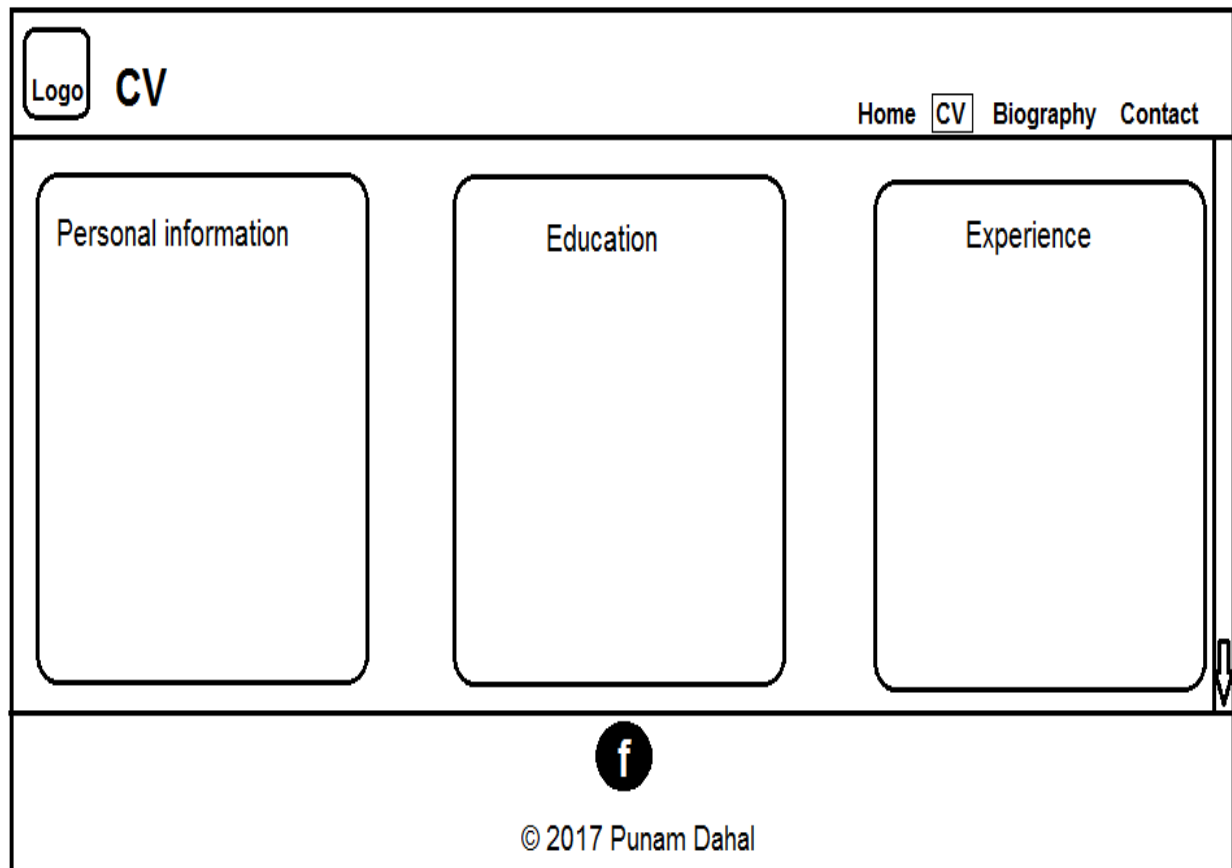 Logo
CV
Home CV Biography Contact
Personal information
Education
Experience
f
© 2017 Punam Dahal